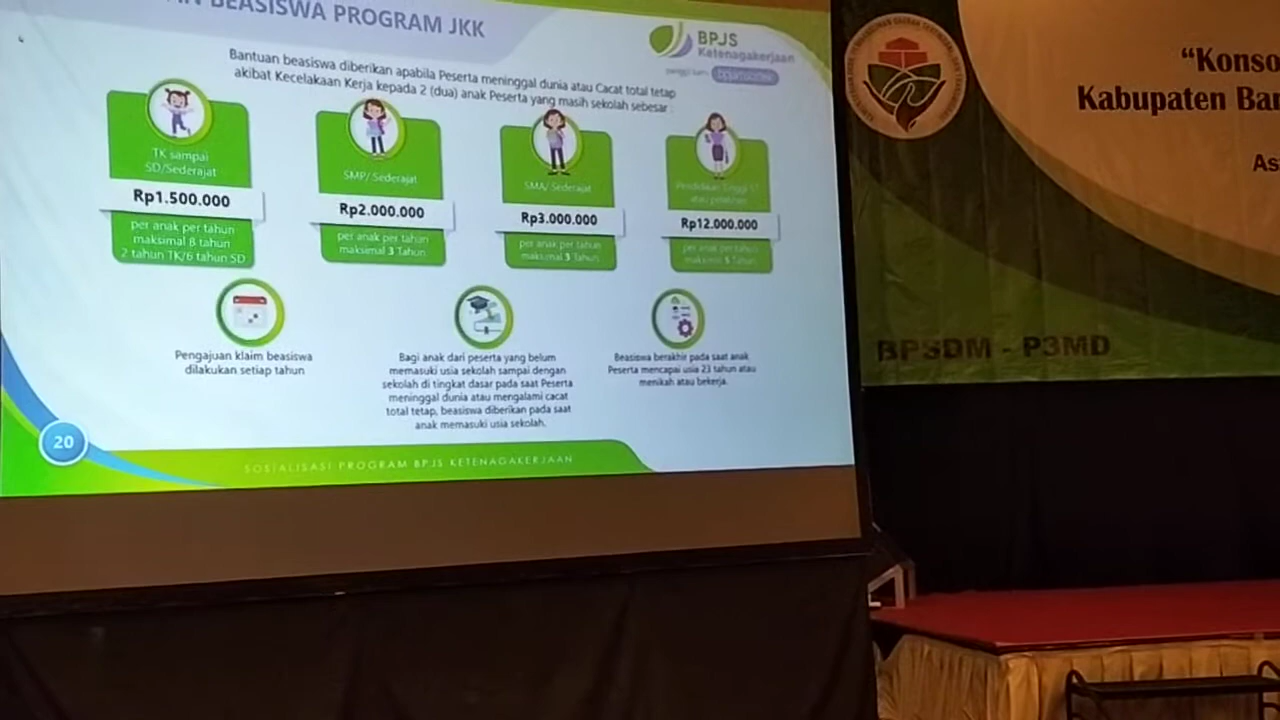 BEASISWA PROGRAM JKK
BPJS
Ketenagakerjaan
Bantuan beasiswa diberikan apabila Peserta meninggal dunia atau Cacat total tetap
akibat Kecelakaan Kerja kepada 2 (dua) anak Peserta yang masih sekolah sebesar :
TK sampai
SD/Sederajat
Rp1.500.000
per anak per tahun
maksimal 8 tahun
2 tahun TK/6 tahun SD
SMP/ Sederajat
Rp2.000.000
per anak per tahun
maksimal 3 Tahun
SMA/ Sederajat
Rp3.000.000
per anak per tahun
maksimal 3 Tahun
Pendidikan Tinggi S1
atau pelatihan
Rp12.000.000
per anak per tahun
maksimal 5 Tahun
Pengajuan klaim beasiswa
dilakukan setiap tahun
Bagi anak dari peserta yang belum
memasuki usia sekolah sampai dengan
sekolah di tingkat dasar pada saat Peserta
meninggal dunia atau mengalami cacat
total tetap, beasiswa diberikan pada saat
anak memasuki usia sekolah.
Beasiswa berakhir pada saat anak
Peserta mencapai usia 23 tahun atau
menikah atau bekerja.
20
SOSIALISASI PROGRAM BPJS KETENAGAKERJAAN
“Konso
Kabupaten Ban
As
BPSDM - P3MD